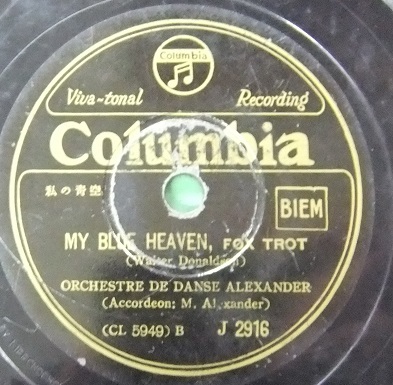 Columbia
Viva-tonal Recording
Columbia
私の青空
BIEM
MY BLUE HEAVEN, FOX TROT
(Walter Donaldson)
ORCHESTRE DE DANSE ALEXANDER
(Accordeon: M. Alexander)
(CL 5949) B J 2916